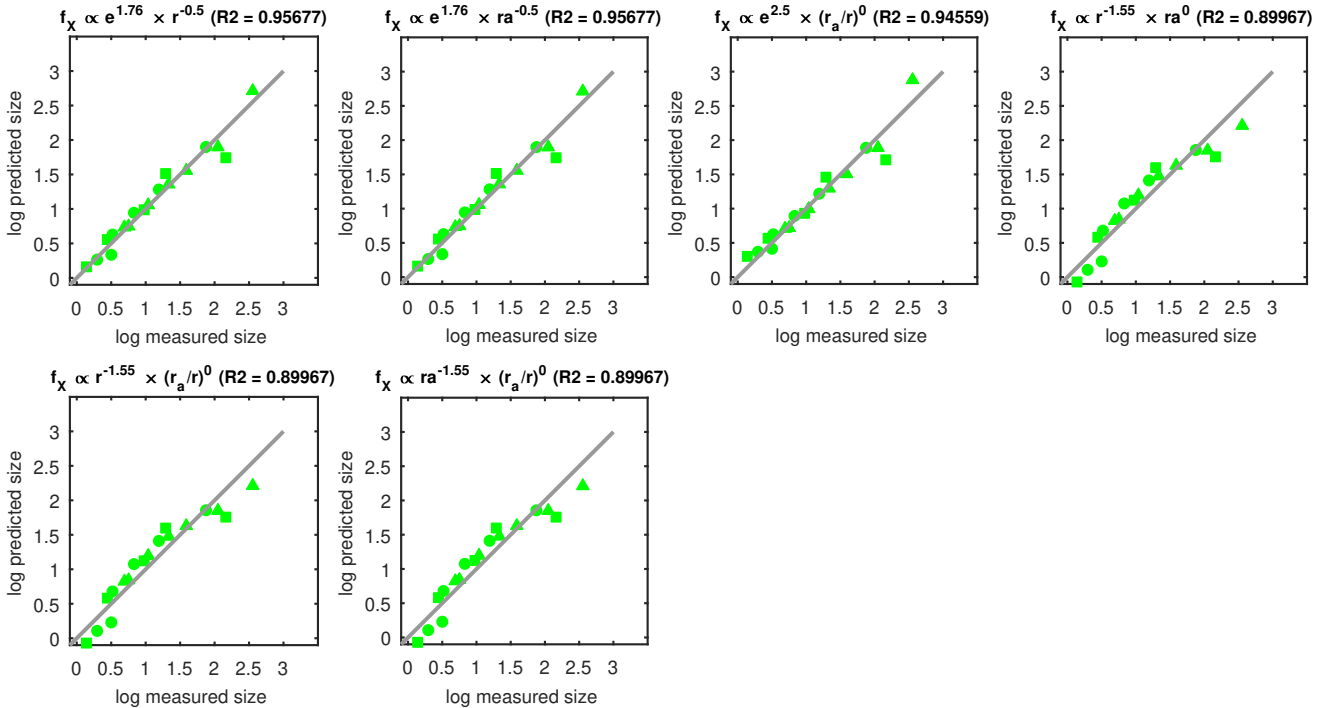 f_X ∝ e^1.76 × r^-0.5 (R2 = 0.95677)
3
2.5
2
1.5
1
0.5
0
log predicted size
0 0.5 1 1.5 2 2.5 3
log measured size
f_X ∝ e^1.76 × ra^-0.5 (R2 = 0.95677)
3
2.5
2
1.5
1
0.5
0
log predicted size
0 0.5 1 1.5 2 2.5 3
log measured size
f_X ∝ e^2.5 × (r_a/r)^0 (R2 = 0.94559)
3
2.5
2
1.5
1
0.5
0
log predicted size
0 0.5 1 1.5 2 2.5 3
log measured size
f_X ∝ r^-1.55 × ra^0 (R2 = 0.89967)
3
2.5
2
1.5
1
0.5
0
log predicted size
0 0.5 1 1.5 2 2.5 3
log measured size
f_X ∝ r^-1.55 × (r_a/r)^0 (R2 = 0.89967)
3
2.5
2
1.5
1
0.5
0
log predicted size
0 0.5 1 1.5 2 2.5 3
log measured size
f_X ∝ ra^-1.55 × (r_a/r)^0 (R2 = 0.89967)
3
2.5
2
1.5
1
0.5
0
log predicted size
0 0.5 1 1.5 2 2.5 3
log measured size